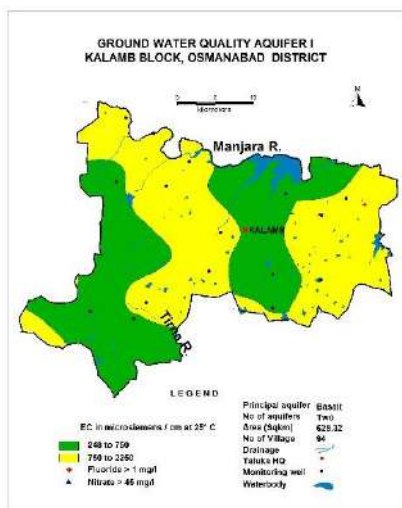 GROUND WATER QUALITY AQUIFER I
KALAMB BLOCK, OSMANABAD DISTRICT
N
kilometers
Manjara R.
KALAMB
Tirna R.
LEGEND
EC in microsiemens / cm at 25° C
248 to 750
750 to 2250
Fluoride > 1 mg/l
Nitrate > 45 mg/l
Principal aquifer Basalt
No of aquifers Two
Area (Sqkm)
No of Village 94
Drainage
Taluka HQ
Monitoring well
Waterbody